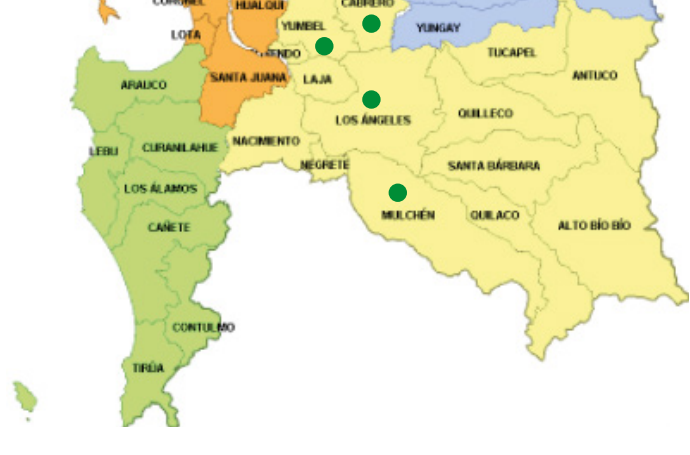 CABRERO
CORONEL
HUALQUI
YUMBEL
YUNGAY
LOTA
TUCAPEL
SANTA JUANA
LAJA
ANTUCO
ARAUCO
QUILLECO
LOS ÁNGELES
NACIMIENTO
LEBU
CURANILAHUE
NEGRETE
SANTA BÁRBARA
LOS ÁLAMOS
MULCHÉN
QUILACO
CAÑETE
ALTO BÍO BÍO
CONTULMO
TIRÚA